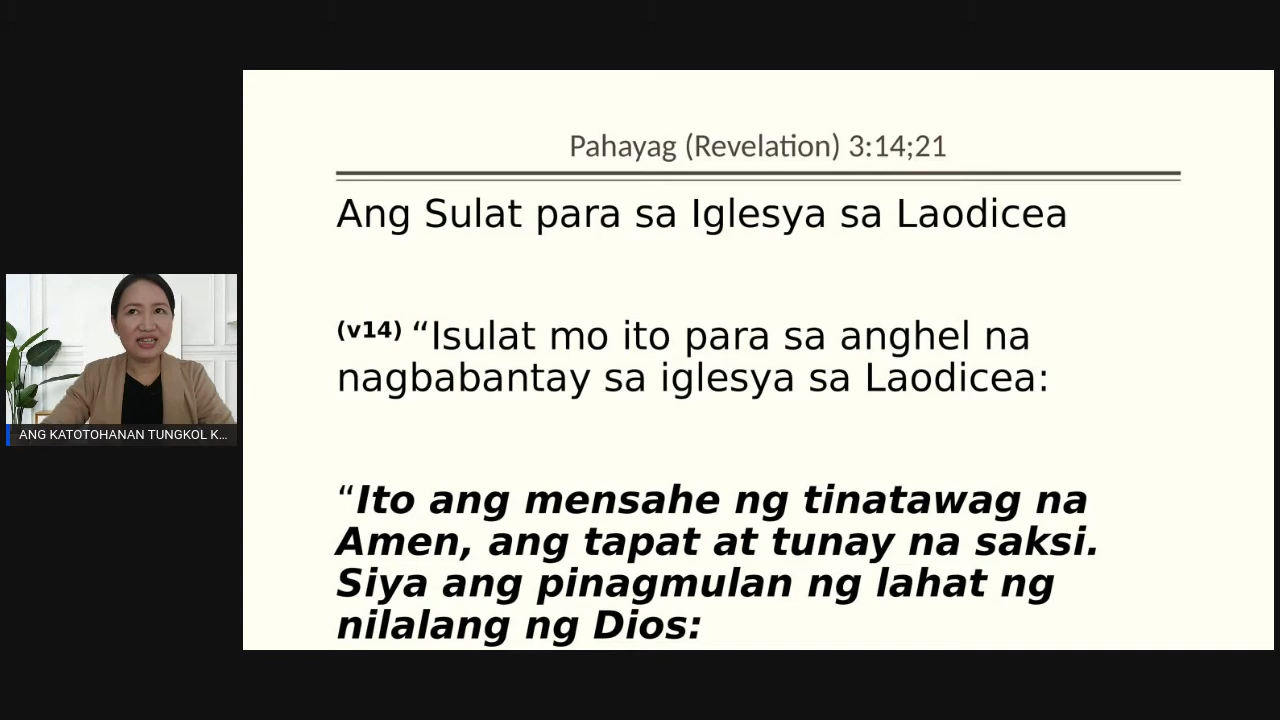 Pahayag (Revelation) 3:14;21
Ang Sulat para sa Iglesya sa Laodicea
(v14) “Isulat mo ito para sa anghel na
nagbabantay sa iglesya sa Laodicea:
“Ito ang mensahe ng tinatawag na
Amen, ang tapat at tunay na saksi.
Siya ang pinagmulan ng lahat ng
nilalang ng Dios:
ANG KATOTOHANAN TUNGKOL K...